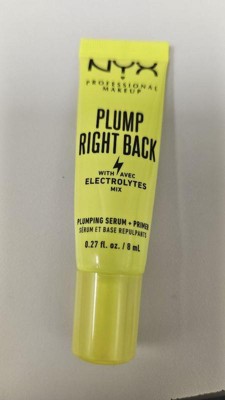 NYX
PROFESSIONAL
MAKEUP
PLUMP
RIGHT BACK
WITH AVEC
ELECTROLYTES
MIX
PLUMPING SERUM + PRIMER
SÉRUM ET BASE REPULPANTS
0.27 fl. oz. / 8 mL